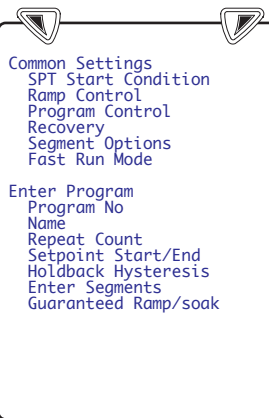 Common Settings
SPT Start Condition
Ramp Control
Program Control
Recovery
Segment Options
Fast Run Mode
Enter Program
Program No
Name
Repeat Count
Setpoint Start/End
Holdback Hysteresis
Enter Segments
Guaranteed Ramp/soak